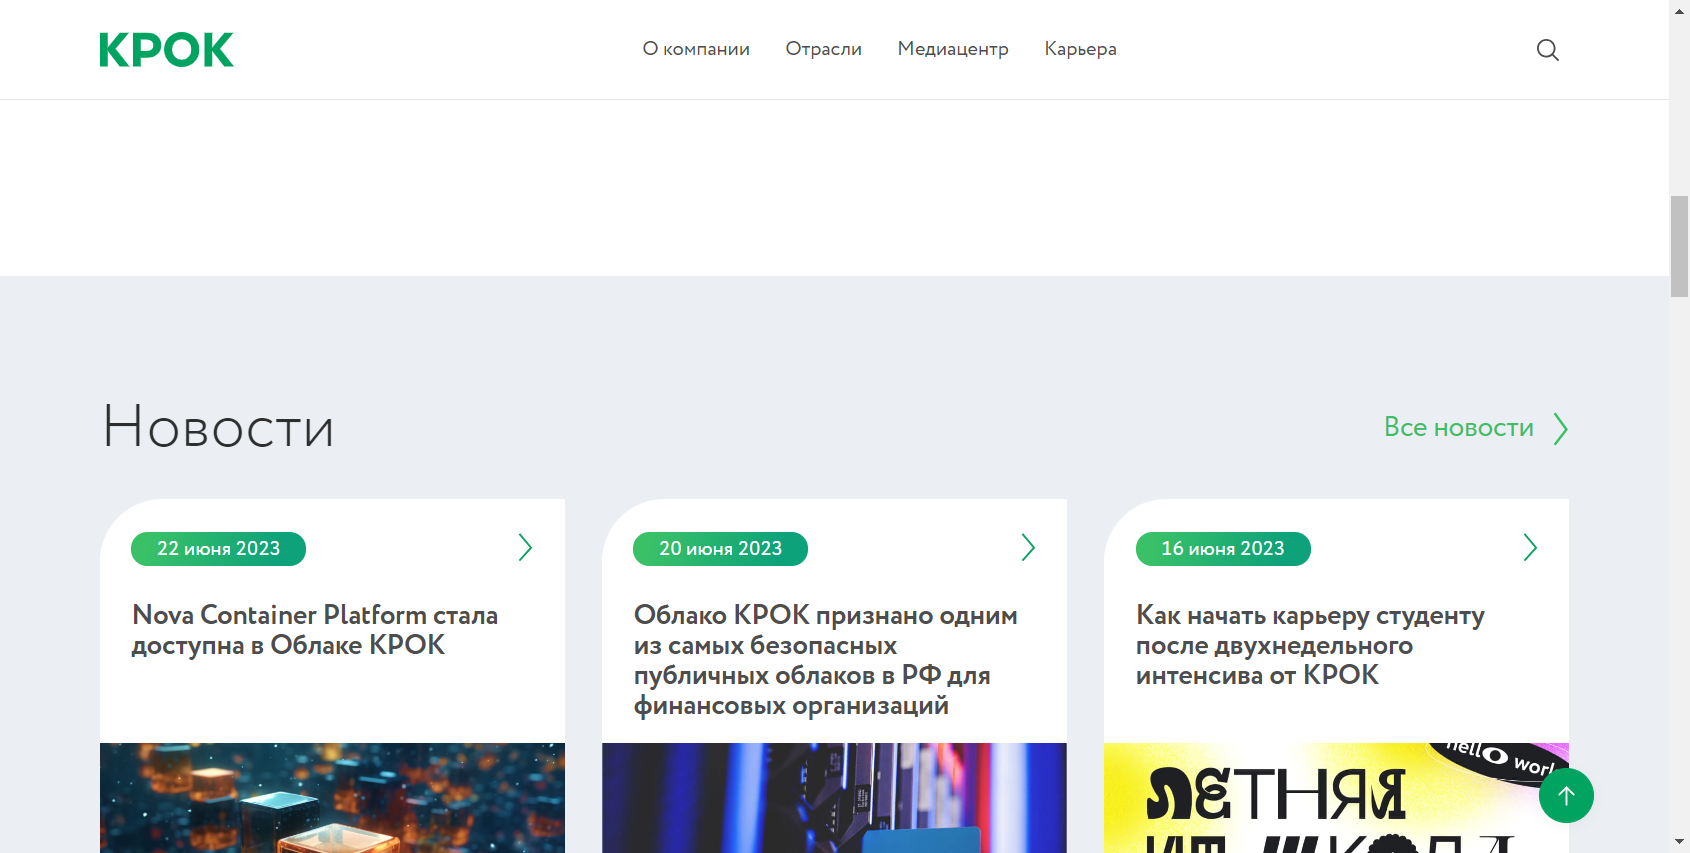 КРОК
О компании Отрасли Медиацентр Карьера
Новости
Все новости
22 июня 2023
Nova Container Platform стала
доступна в Облаке КРОК
20 июня 2023
Облако КРОК признано одним
из самых безопасных
публичных облаков в РФ для
финансовых организаций
16 июня 2023
Как начать карьеру студенту
после двухнедельного
интенсива от КРОК
hello
ЛЕТНЯЯ
ИТ ШКОЛА